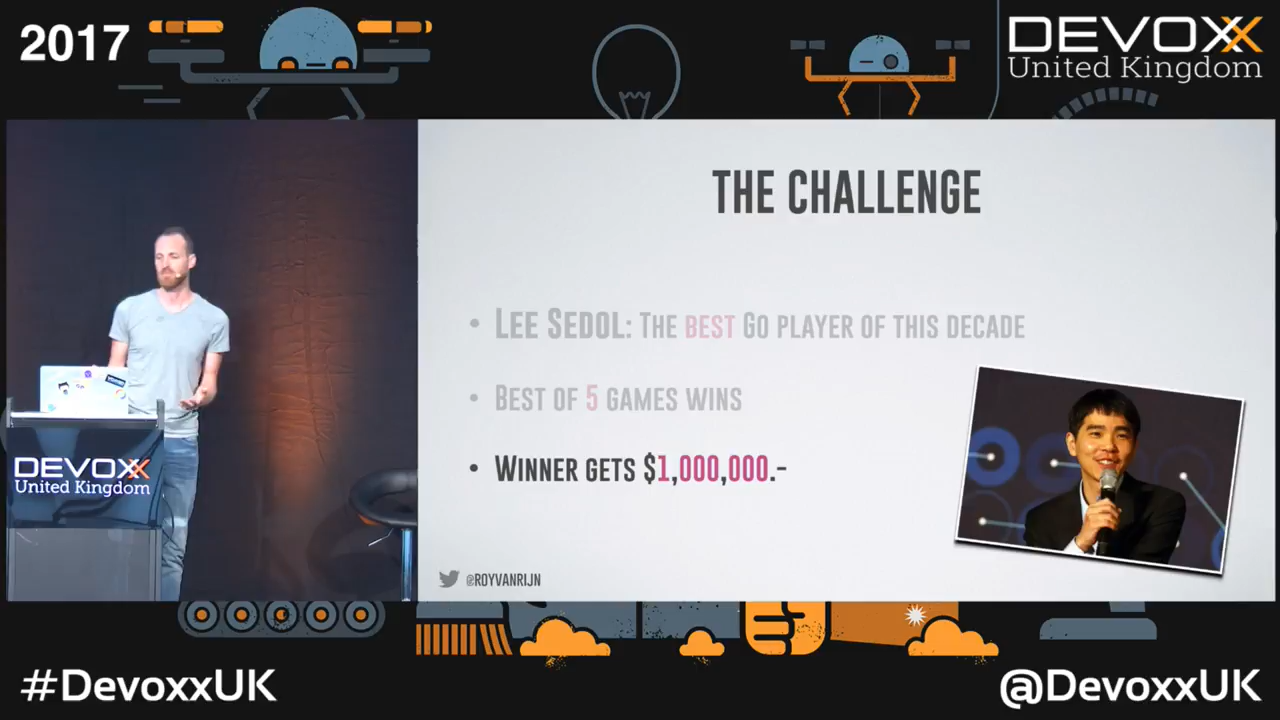 2017
DEVOXX
United Kingdom
THE CHALLENGE
• LEE SEDOL: THE BEST GO PLAYER OF THIS DECADE
• BEST OF 5 GAMES WINS
• WINNER GETS $1,000,000.-
@ROYVANRIJN
DEVOXX
United Kingdom
#DevoxxUK
@DevoxxUK